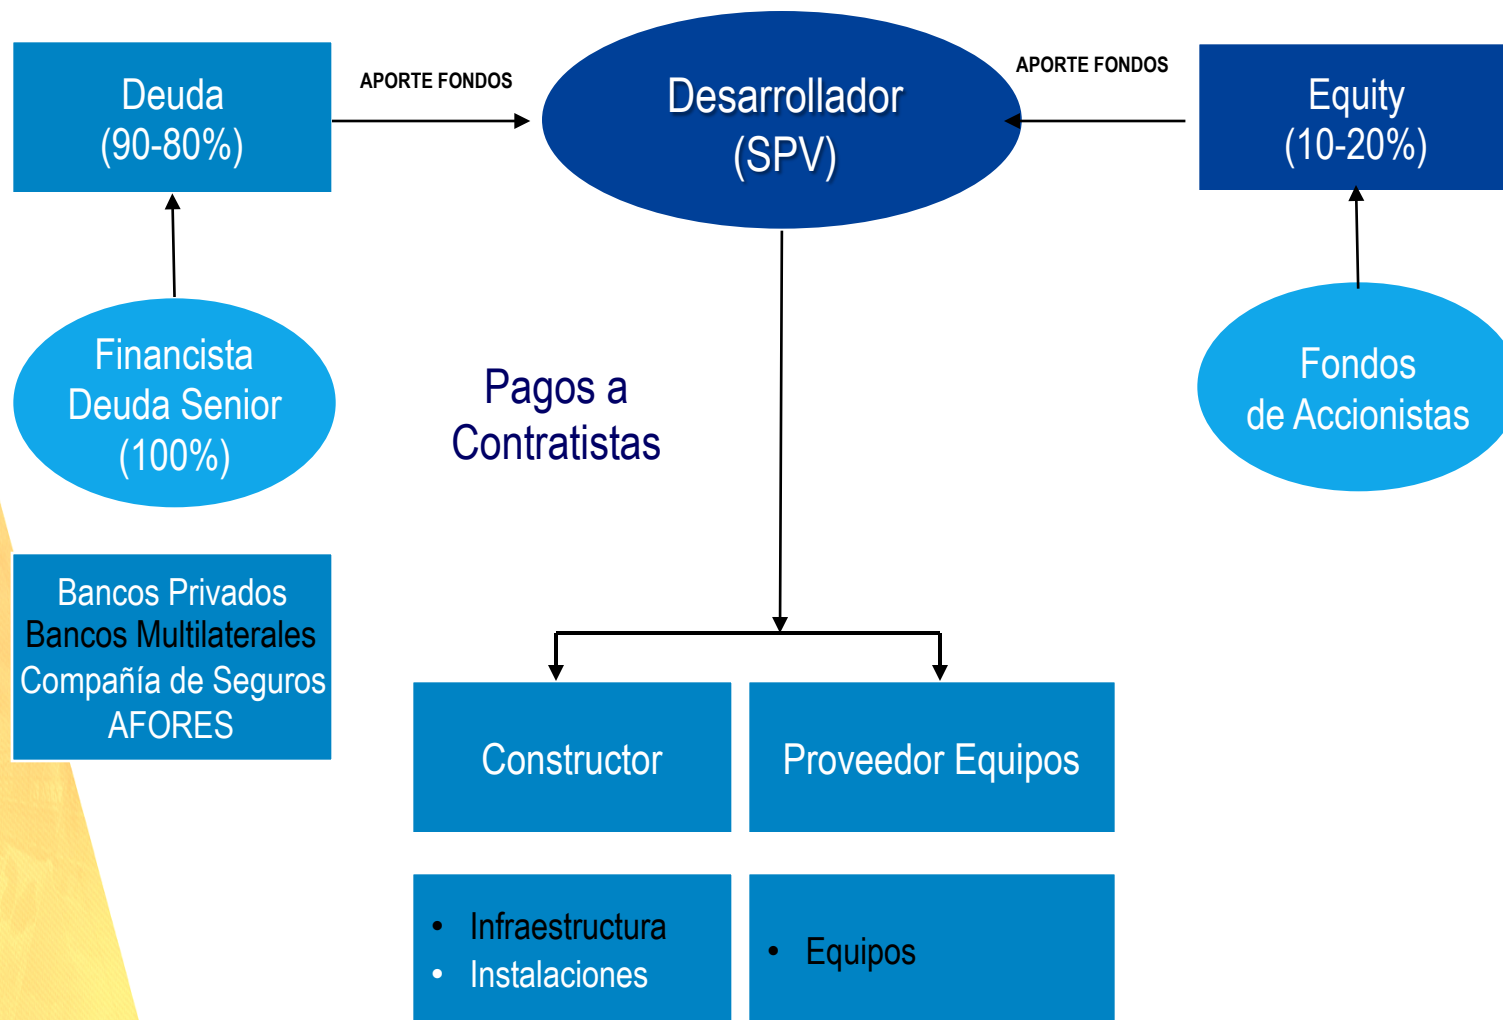 Deuda
(90-80%)
APORTE FONDOS
Desarrollador
(SPV)
APORTE FONDOS
Equity
(10-20%)
Financista
Deuda Senior
(100%)
Pagos a
Contratistas
Fondos
de Accionistas
Bancos Privados
Bancos Multilaterales
Compañía de Seguros
AFORES
Constructor
Proveedor Equipos
• Infraestructura
• Instalaciones
• Equipos